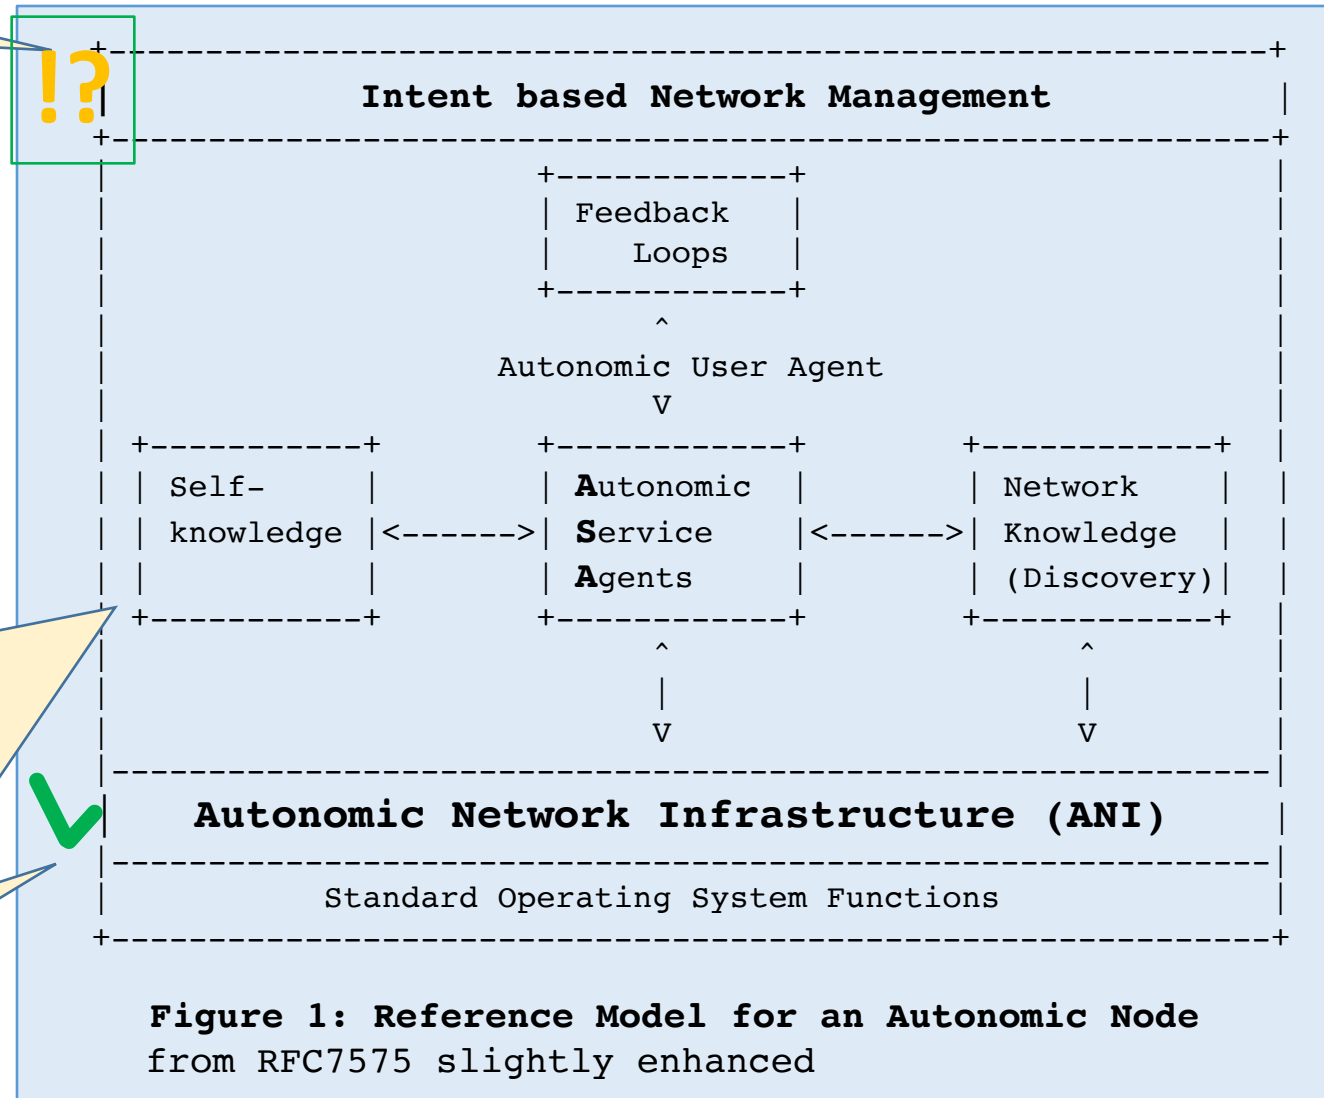 !?
+------------------------------------------------------------+
| Intent based Network Management |
+------------------------------------------------------------+
| +------------+ |
| | Feedback | |
| | Loops | |
| +------------+ |
| ^ |
| Autonomic User Agent |
| V |
| +-----------+ +------------+ +------------+ |
| | Self- | | Autonomic | | Network | |
| | knowledge |<------>| Service |<------>| Knowledge | |
| | | | Agents | | (Discovery)| |
| +-----------+ +------------+ +------------+ |
| ^ ^ |
| | | |
| V V |
|------------------------------------------------------------|
| Autonomic Network Infrastructure (ANI) |
|------------------------------------------------------------|
| Standard Operating System Functions |
+------------------------------------------------------------+
Figure 1: Reference Model for an Autonomic Node
from RFC7575 slightly enhanced